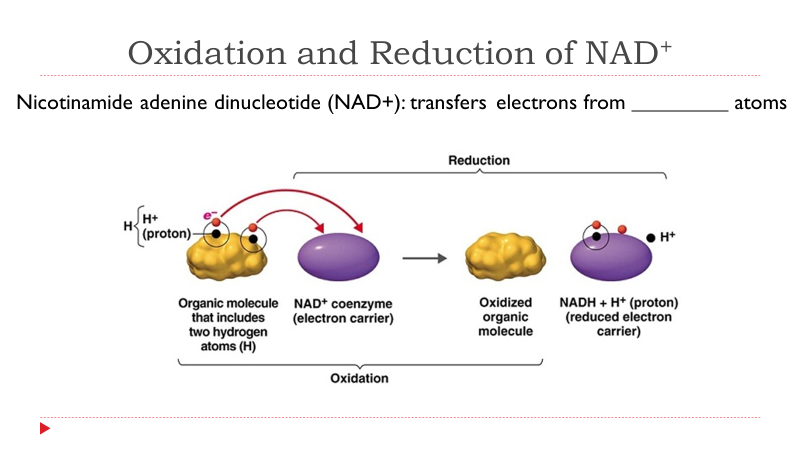 Oxidation and Reduction of NAD⁺
Nicotinamide adenine dinucleotide (NAD+): transfers electrons from _________ atoms
Reduction
e⁻
H
H+
(proton)
H⁺
Organic molecule
that includes
two hydrogen
atoms (H)
NAD⁺ coenzyme
(electron carrier)
Oxidized
organic
molecule
NADH + H⁺ (proton)
(reduced electron
carrier)
Oxidation